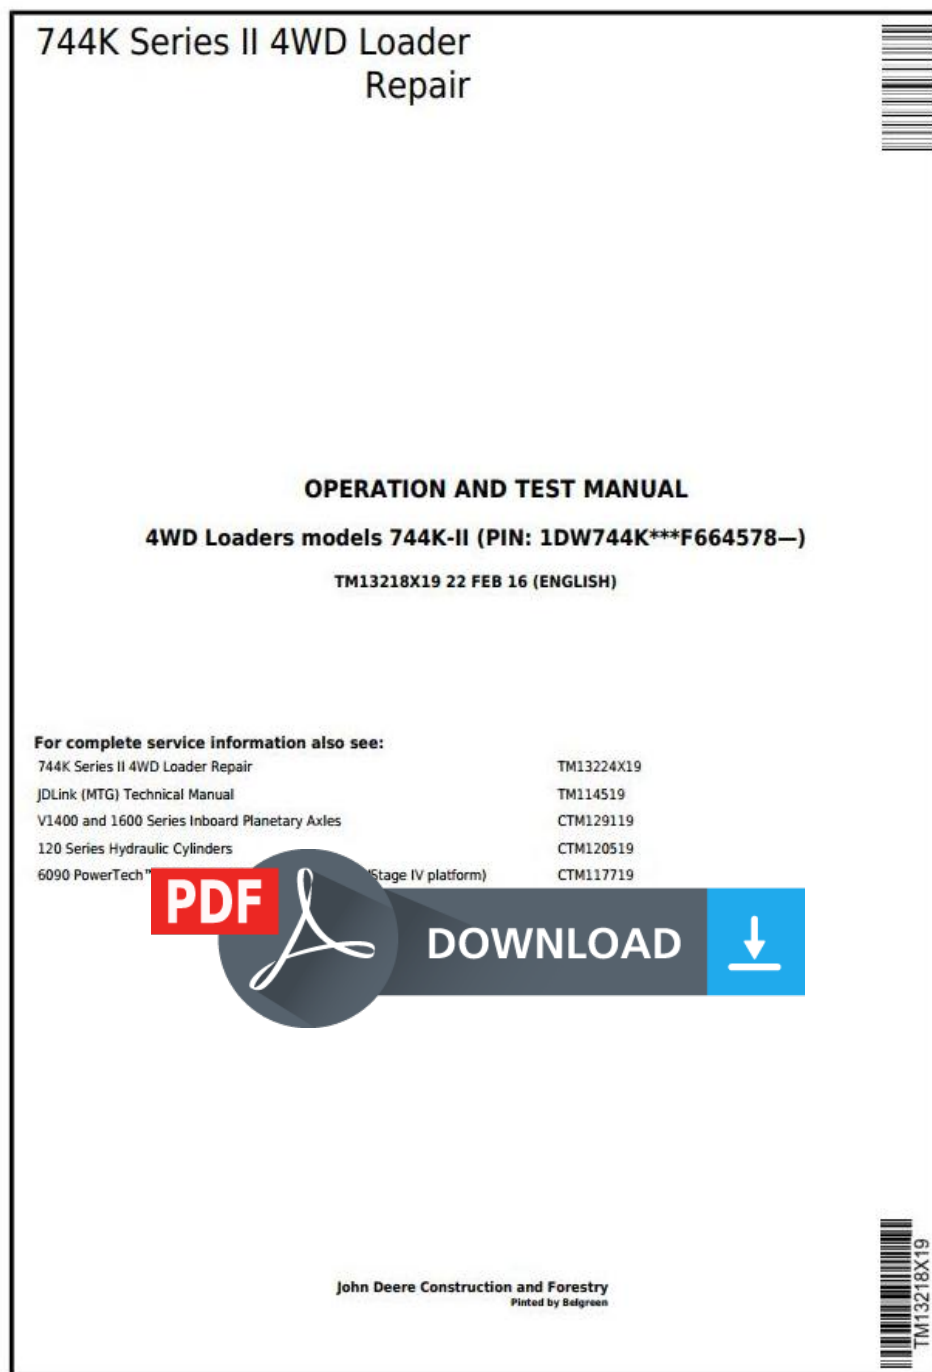 744K Series II 4WD Loader
Repair
OPERATION AND TEST MANUAL
4WD Loaders models 744K-II (PIN: 1DW744K***F664578—)
TM13218X19 22 FEB 16 (ENGLISH)
For complete service information also see:
744K Series II 4WD Loader Repair TM13224X19
JDLink (MTG) Technical Manual TM114519
V1400 and 1600 Series Inboard Planetary Axles CTM129119
120 Series Hydraulic Cylinders CTM120519
6090 PowerTech™ /Stage IV platform) CTM117719
PDF
DOWNLOAD
John Deere Construction and Forestry
Pinted by Belgreen
TM13218X19